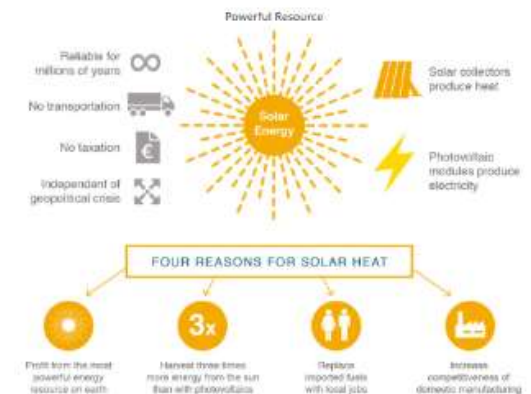 Powerful Resource
Reliable for
millions of years
No transportation
No taxation
€
Independant of
geopolitical crisis
Solar
Energy
Solar collectors
produce heat
Photovoltaic
modules produce
electricity
FOUR REASONS FOR SOLAR HEAT
Profit from the most
powerful energy
resource on earth
3x
Harvest three times
more energy from the sun
than with photovoltaics
Replace
imported fuels
with local jobs
Increase
competitiveness of
domestic manufacturing